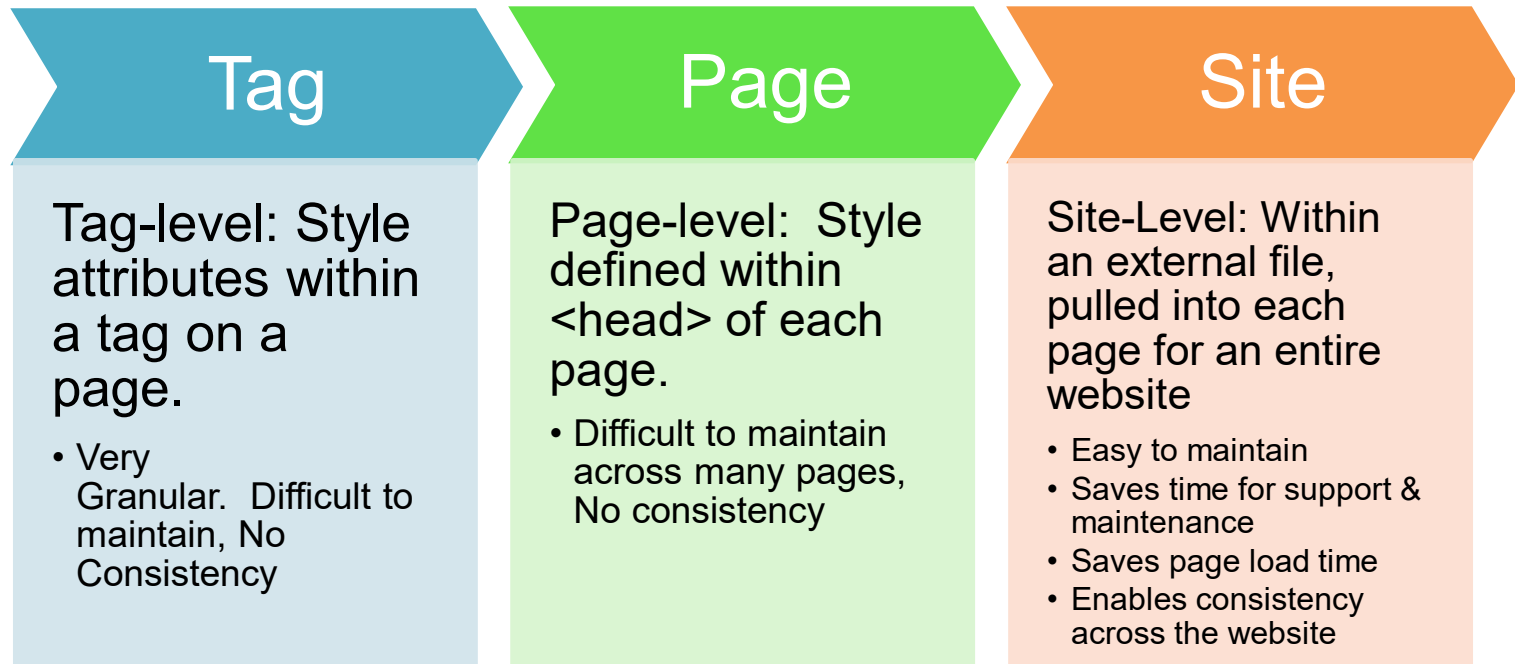 Tag
Tag-level: Style
attributes within
a tag on a
page.
• Very
Granular.  Difficult to
maintain, No
Consistency
Page
Page-level:  Style
defined within
<head> of each
page.
• Difficult to maintain
across many pages,
No consistency
Site
Site-Level: Within
an external file,
pulled into each
page for an entire
website
• Easy to maintain
• Saves time for support &
maintenance
• Saves page load time
• Enables consistency
across the website